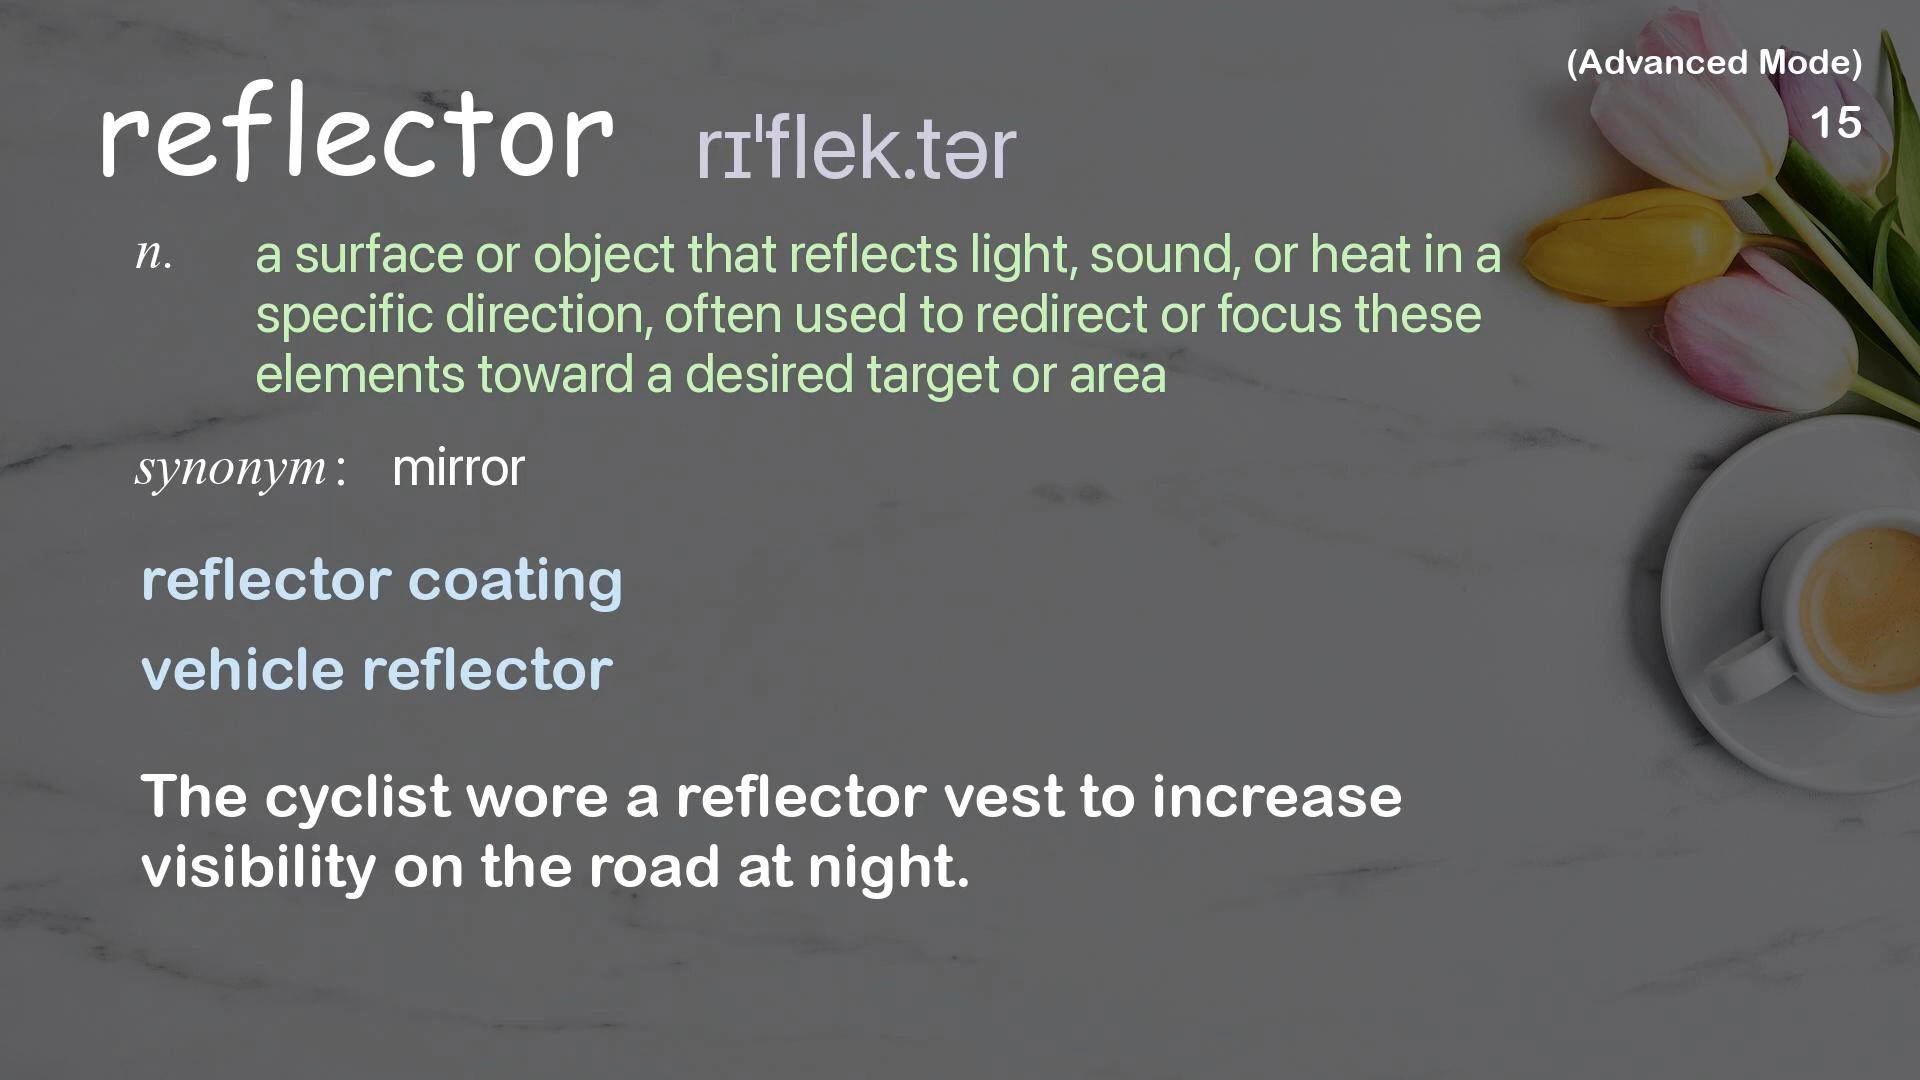 (Advanced Mode)
15
reflector rɪˈflek.tər
n. a surface or object that reflects light, sound, or heat in a
specific direction, often used to redirect or focus these
elements toward a desired target or area
synonym: mirror
reflector coating
vehicle reflector
The cyclist wore a reflector vest to increase
visibility on the road at night.